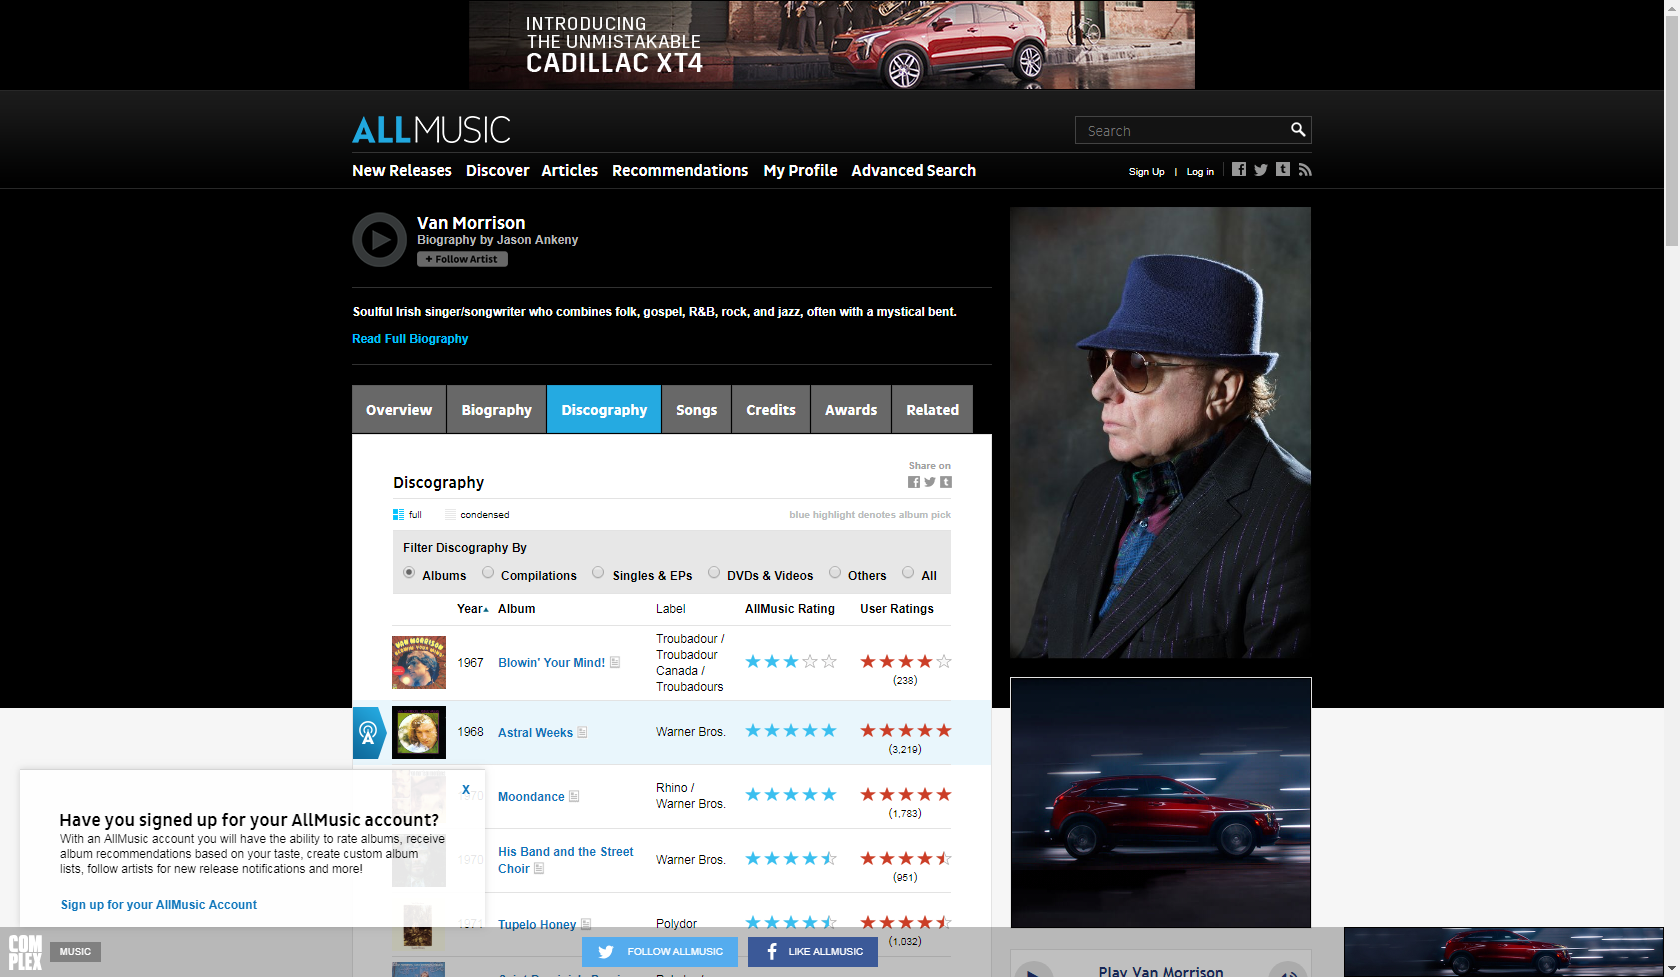 INTRODUCING
THE UNMISTAKABLE
CADILLAC XT4
ALLMUSIC
Search
New Releases Discover Articles Recommendations My Profile Advanced Search
Sign Up | Log in
Van Morrison
Biography by Jason Ankeny
+ Follow Artist
Soulful Irish singer/songwriter who combines folk, gospel, R&B, rock, and jazz, often with a mystical bent.
Read Full Biography
Overview Biography Discography Songs Credits Awards Related
Share on
Discography
full condensed blue highlight denotes album pick
Filter Discography By
Albums Compilations Singles & EPs DVDs & Videos Others All
Year Album Label AllMusic Rating User Ratings
VAN MORRISON
BLOWIN' YOUR MIND!
1967 Blowin' Your Mind! Troubadour /
Troubadour
Canada /
Troubadours
(238)
1968 Astral Weeks Warner Bros.
(3,219)
1970 Moondance Rhino /
Warner Bros.
(1,783)
1970 His Band and the Street
Choir Warner Bros.
(951)
1971 Tupelo Honey Polydor
(1,032)
X
Have you signed up for your AllMusic account?
With an AllMusic account you will have the ability to rate albums, receive
album recommendations based on your taste, create custom album
lists, follow artists for new release notifications and more!
Sign up for your AllMusic Account
COM
PLEX
MUSIC
FOLLOW ALLMUSIC LIKE ALLMUSIC
Play Van Morrison